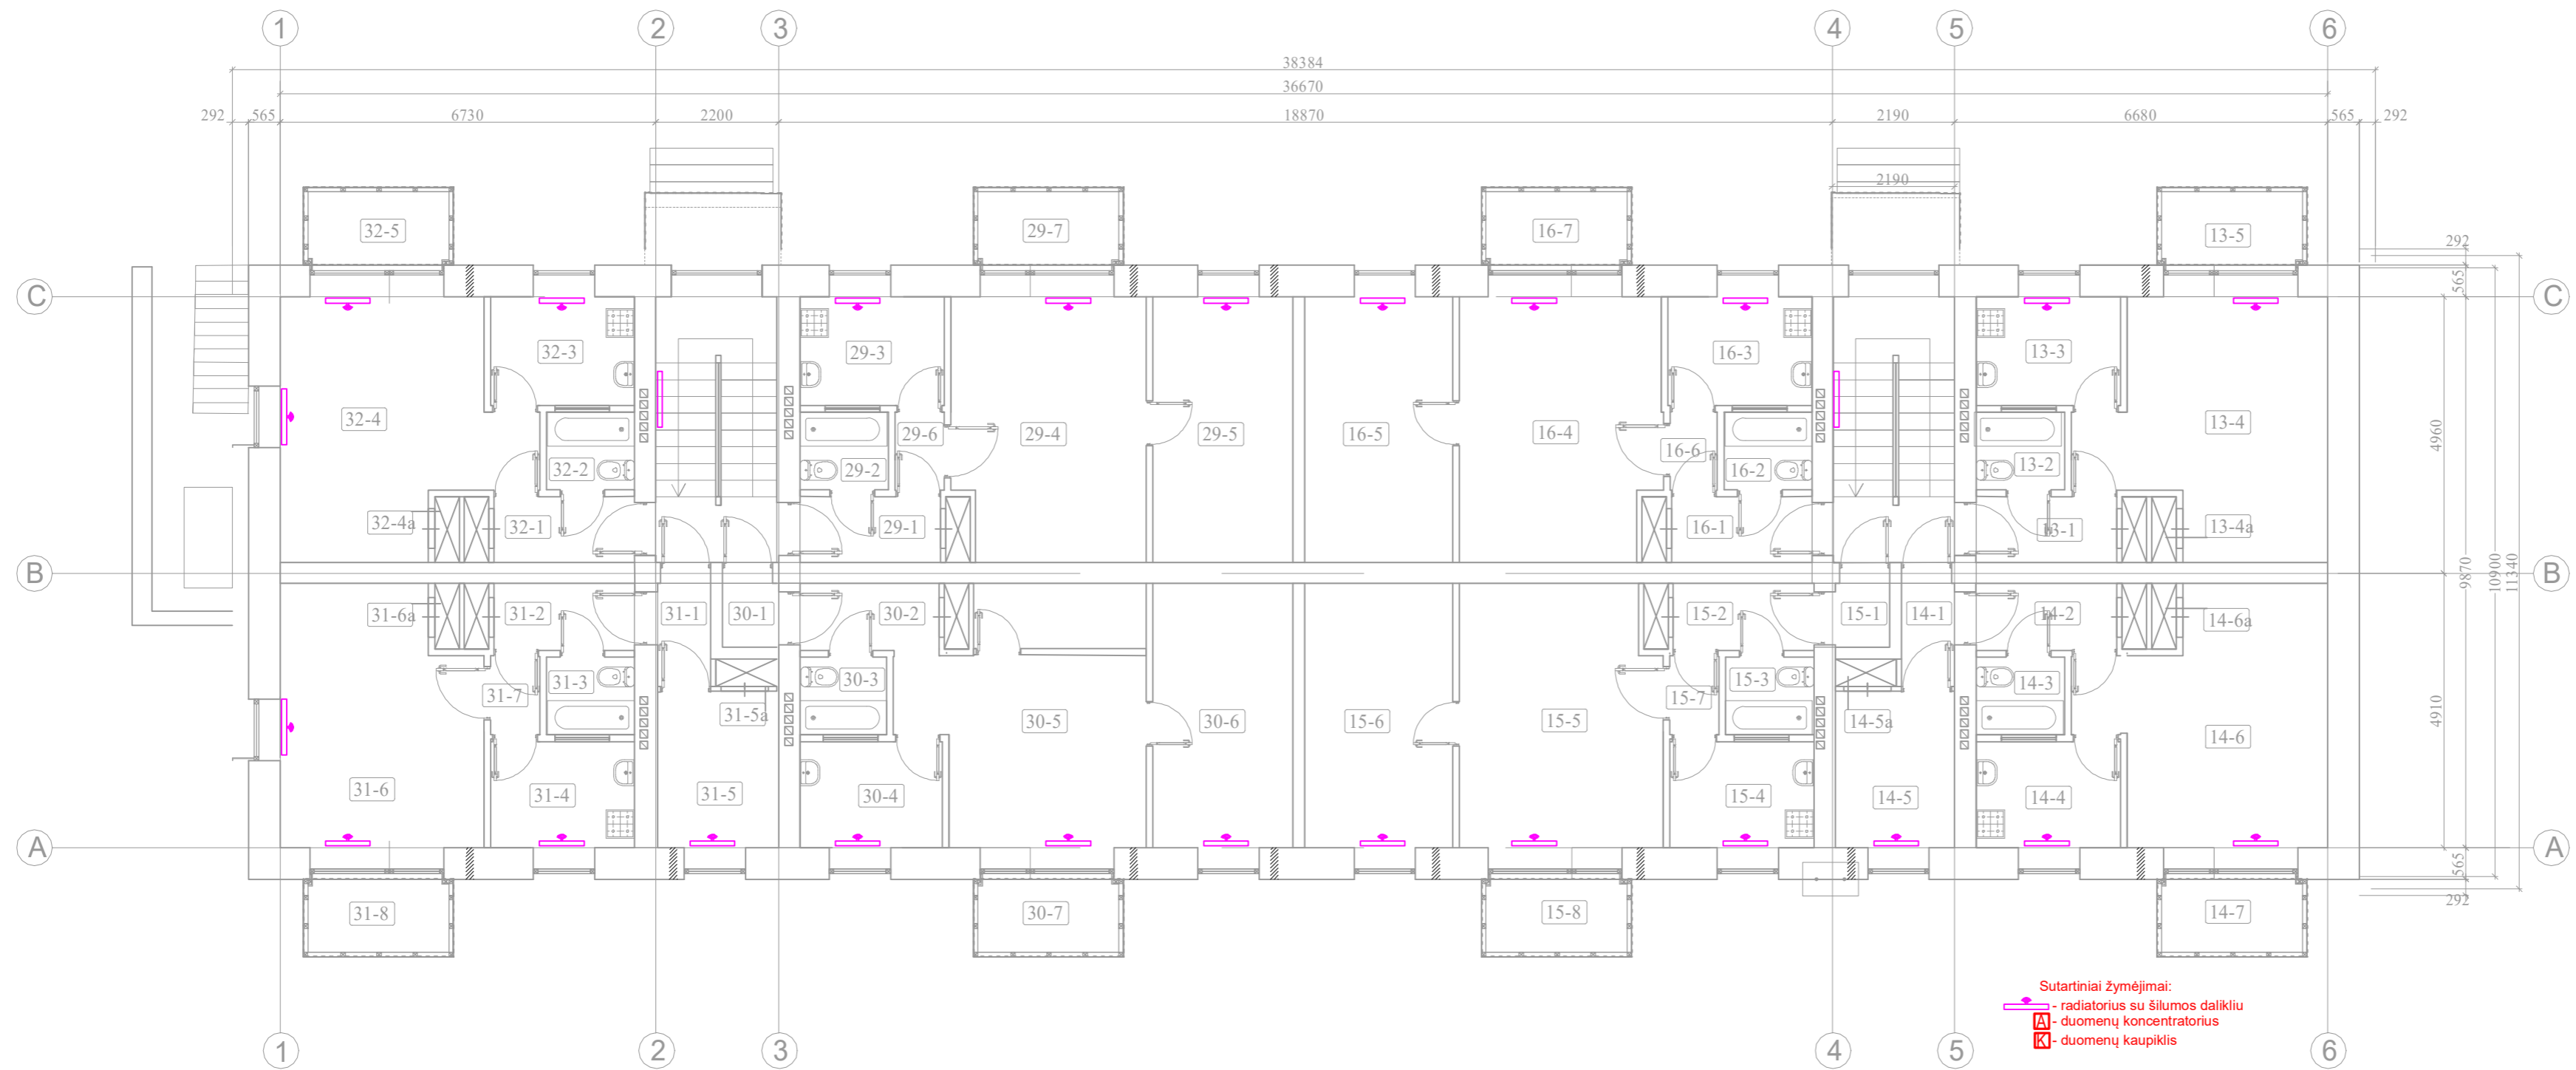 1 2 3 4 5 6
38384
36670
292 565 6730 2200 18870 2190 6680 565 292
2190
32-5 29-7 16-7 13-5
292
C C
565
32-3 29-3 16-3 13-3
32-4 29-6 29-4 29-5 16-5 16-4 16-6 13-4
4960
32-2 29-2 16-2 13-2
32-4a 32-1 29-1 16-1 13-1 13-4a
B B
9870
10900
11340
31-6a 31-2 31-1 30-1 30-2 15-2 15-1 14-1 14-2 14-6a
31-7 31-3 30-3 15-7 15-3 14-3
31-5a 30-5 30-6 15-6 15-5 14-5a 14-6
4910
31-6 31-4 31-5 30-4 15-4 14-5 14-4
A A
565
292
31-8 30-7 15-8 14-7
Sutartiniai žymėjimai:
- radiatorius su šilumos dalikliu
A - duomenų koncentratorius
K - duomenų kaupiklis
1 2 3 4 5 6